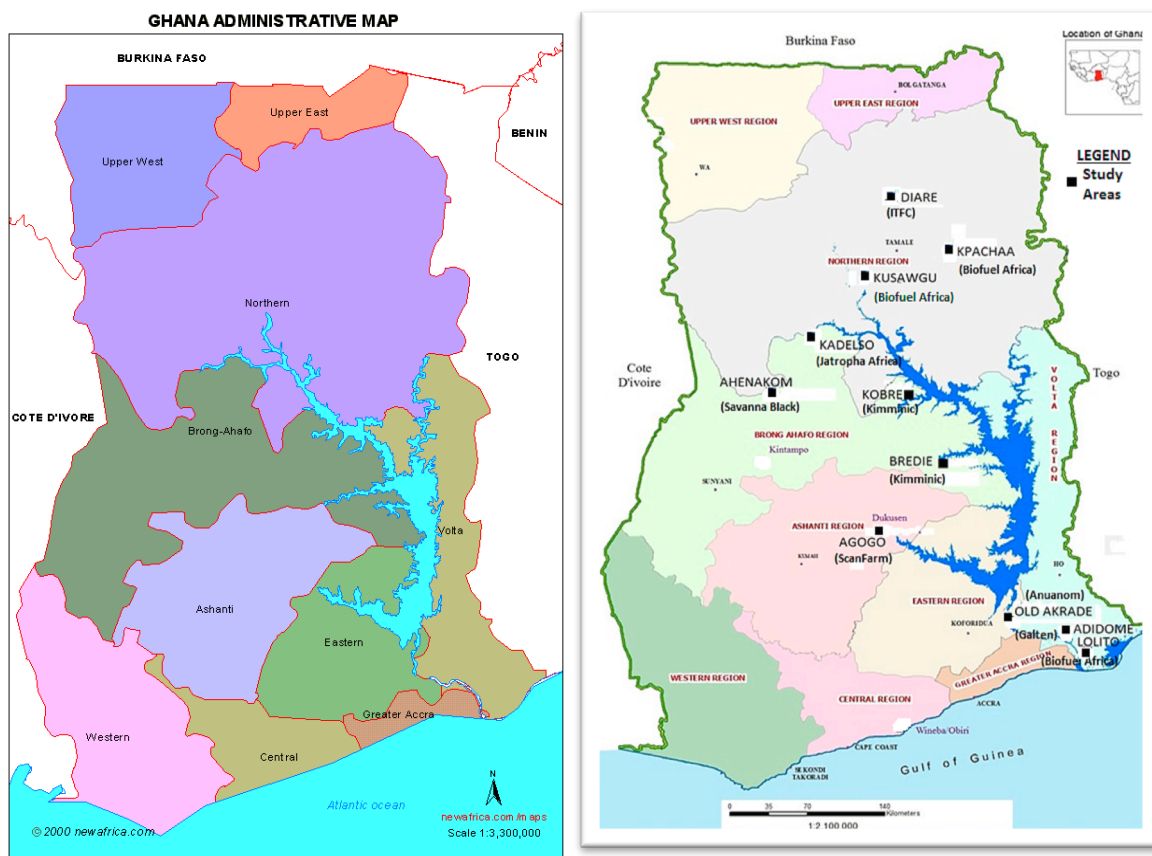 GHANA ADMINISTRATIVE MAP
BURKINA FASO
Upper East
BENIN
Upper West
Northern
TOGO
COTE D'IVORE
Brong-Ahafo
Volta
Ashanti
Eastern
Greater Accra
Western
Central
Atlantic ocean
N
newafrica.com/maps
Scale 1:3,300,000
© 2000 newafrica.com
Location of Ghana
Burkina Faso
BOLGATANGA
UPPER EAST REGION
UPPER WEST REGION
WA
LEGEND
Study
Areas
DIARE
(ITFC)
TAMALE
KPACHAA
(Biofuel Africa)
NORTHERN REGION
KUSAWGU
(Biofuel Africa)
KADELSO
(Jatropha Africa)
Cote
D'ivoire
Togo
AHENAKOM
(Savanna Black)
KOBRE
(Kimminic)
VOLTA REGION
BRONG AHAFO REGION
Kintampo
BREDIE
(Kimminic)
SUNYANI
Dukusen
ASHANTI REGION
AGOGO
(ScanFarm)
KUMAH
HO
(Anuanom)
EASTERN REGION
OLD AKRADE
KOFORIDUA
(Galten)
ADIDOME
LOLITO
(Biofuel Africa)
GREATER ACCRA REGION
WESTERN REGION
CENTRAL REGION
ACCRA
Wineba/Obiri
CAPE COAST
Gulf of Guinea
SEKONDI
TAKORADI
0 35 70 140
Kilometers
1:2,100,000